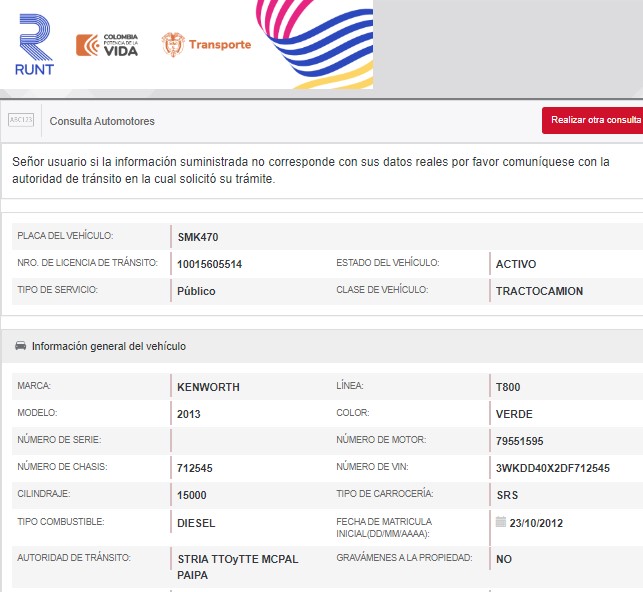 RUNT
COLOMBIA
POTENCIA DE LA
VIDA
Transporte
ABC123
Consulta Automotores
Realizar otra consulta
Señor usuario si la información suministrada no corresponde con sus datos reales por favor comuníquese con la
autoridad de tránsito en la cual solicitó su trámite.
PLACA DEL VEHÍCULO: SMK470
NRO. DE LICENCIA DE TRÁNSITO: 10015605514 ESTADO DEL VEHÍCULO: ACTIVO
TIPO DE SERVICIO: Público CLASE DE VEHÍCULO: TRACTOCAMION
Información general del vehículo
MARCA: KENWORTH LÍNEA: T800
MODELO: 2013 COLOR: VERDE
NÚMERO DE SERIE: NÚMERO DE MOTOR: 79551595
NÚMERO DE CHASIS: 712545 NÚMERO DE VIN: 3WKDD40X2DF712545
CILINDRAJE: 15000 TIPO DE CARROCERÍA: SRS
TIPO COMBUSTIBLE: DIESEL FECHA DE MATRICULA
INICIAL(DD/MM/AAAA): 23/10/2012
AUTORIDAD DE TRÁNSITO: STRIA TTOyTTE MCPAL
PAIPA GRAVÁMENES A LA PROPIEDAD: NO